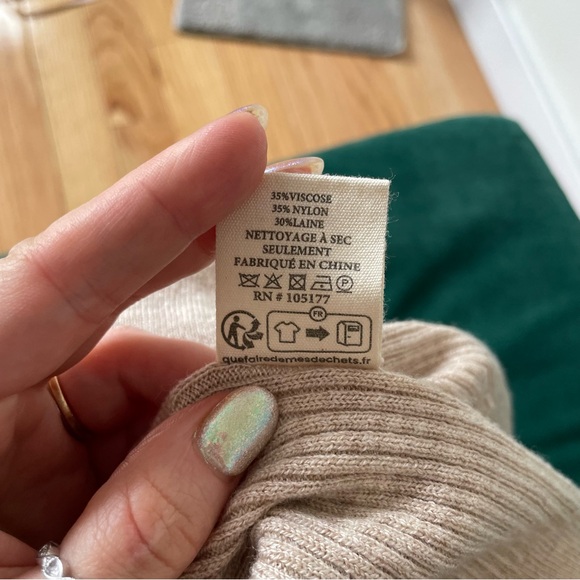 35%VISCOSE
35% NYLON
30%LAINE
NETTOYAGE À SEC
SEULEMENT
FABRIQUÉ EN CHINE
P
RN # 105177
FR
quefairedemesdechets.fr